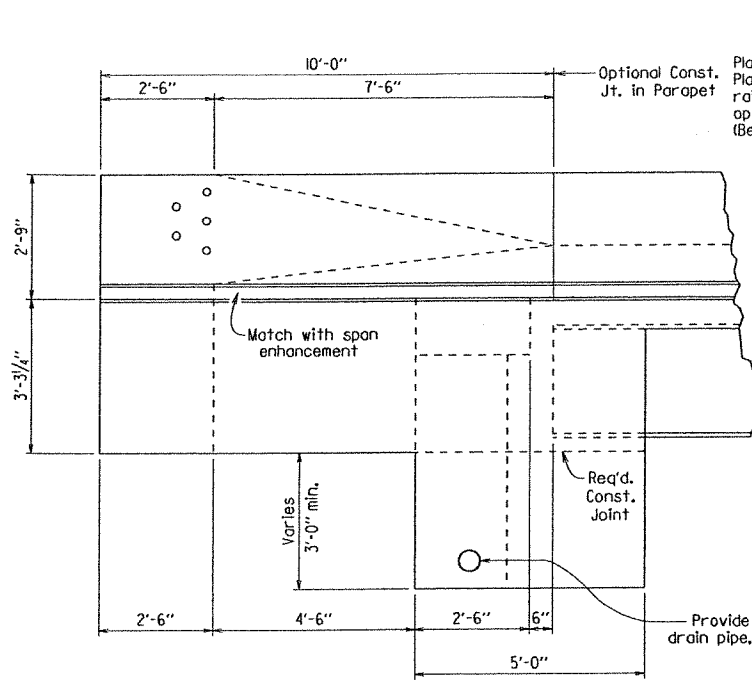 10'-0"
2'-6"
7'-6"
Optional Const.
Jt. in Parapet
2'-9"
Match with span
enhancement
3'-3¼"
Req'd.
Const.
Joint
Varies
3'-0" min.
2'-6"
4'-6"
2'-6"
6"
Provide
drain pipe.
5'-0"